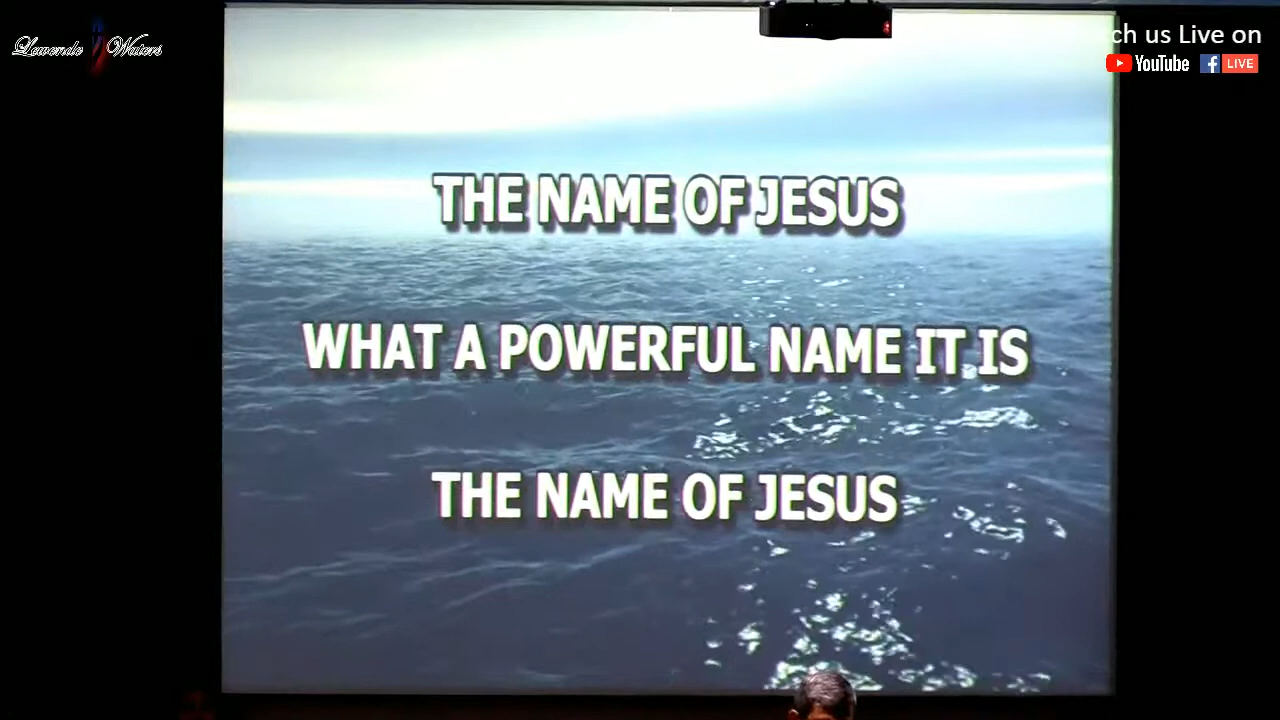 Lewende Waters
ch us Live on
YouTube LIVE
THE NAME OF JESUS
WHAT A POWERFUL NAME IT IS
THE NAME OF JESUS